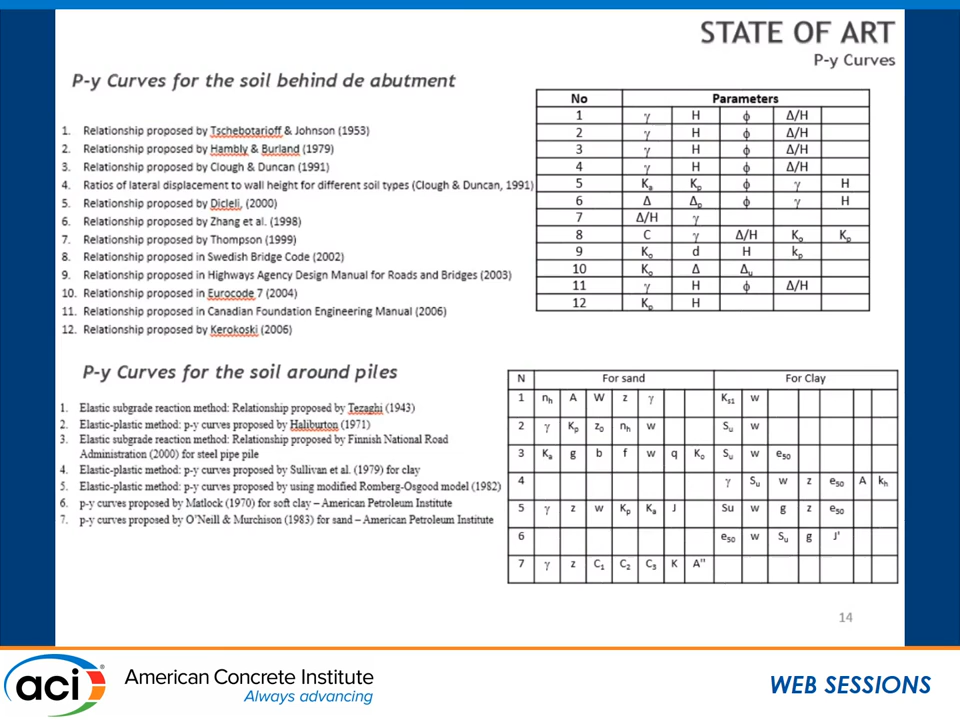 STATE OF ART
P-y Curves
P-y Curves for the soil behind de abutment
1. Relationship proposed by Tschebotarioff & Johnson (1953)
2. Relationship proposed by Hambly & Burland (1979)
3. Relationship proposed by Clough & Duncan (1991)
4. Ratios of lateral displacement to wall height for different soil types (Clough & Duncan, 1991)
5. Relationship proposed by Dicleli, (2000)
6. Relationship proposed by Zhang et al. (1998)
7. Relationship proposed by Thompson (1999)
8. Relationship proposed in Swedish Bridge Code (2002)
9. Relationship proposed in Highways Agency Design Manual for Roads and Bridges (2003)
10. Relationship proposed in Eurocode 7 (2004)
11. Relationship proposed in Canadian Foundation Engineering Manual (2006)
12. Relationship proposed by Kerokoski (2006)
No Parameters
1 γ H ϕ Δ/H
2 γ H ϕ Δ/H
3 γ H ϕ Δ/H
4 γ H ϕ Δ/H
5 Ka Kp ϕ γ H
6 Δ Δp ϕ γ H
7 Δ/H γ
8 C γ Δ/H Ko Kp
9 Ko d H kp
10 Ko Δ Δu
11 γ H ϕ Δ/H
12 Kp H
P-y Curves for the soil around piles
1. Elastic subgrade reaction method: Relationship proposed by Tezaghi (1943)
2. Elastic-plastic method: p-y curves proposed by Haliburton (1971)
3. Elastic subgrade reaction method: Relationship proposed by Finnish National Road
Administration (2000) for steel pipe pile
4. Elastic-plastic method: p-y curves proposed by Sullivan et al. (1979) for clay
5. Elastic-plastic method: p-y curves proposed by using modified Romberg-Osgood model (1982)
6. p-y curves proposed by Matlock (1970) for soft clay – American Petroleum Institute
7. p-y curves proposed by O'Neill & Murchison (1983) for sand – American Petroleum Institute
N For sand For Clay
1 nh A W z γ Ks1 w
2 γ Kp zo nh w Su w
3 Ka g b f w q Ko Su w e50
4 γ Su w z e50 A kh
5 γ z w Kp Ka J Su w g z e50
6 e50 w Su g J'
7 γ z C1 C2 C3 K A"
14
aci®
American Concrete Institute
Always advancing
WEB SESSIONS